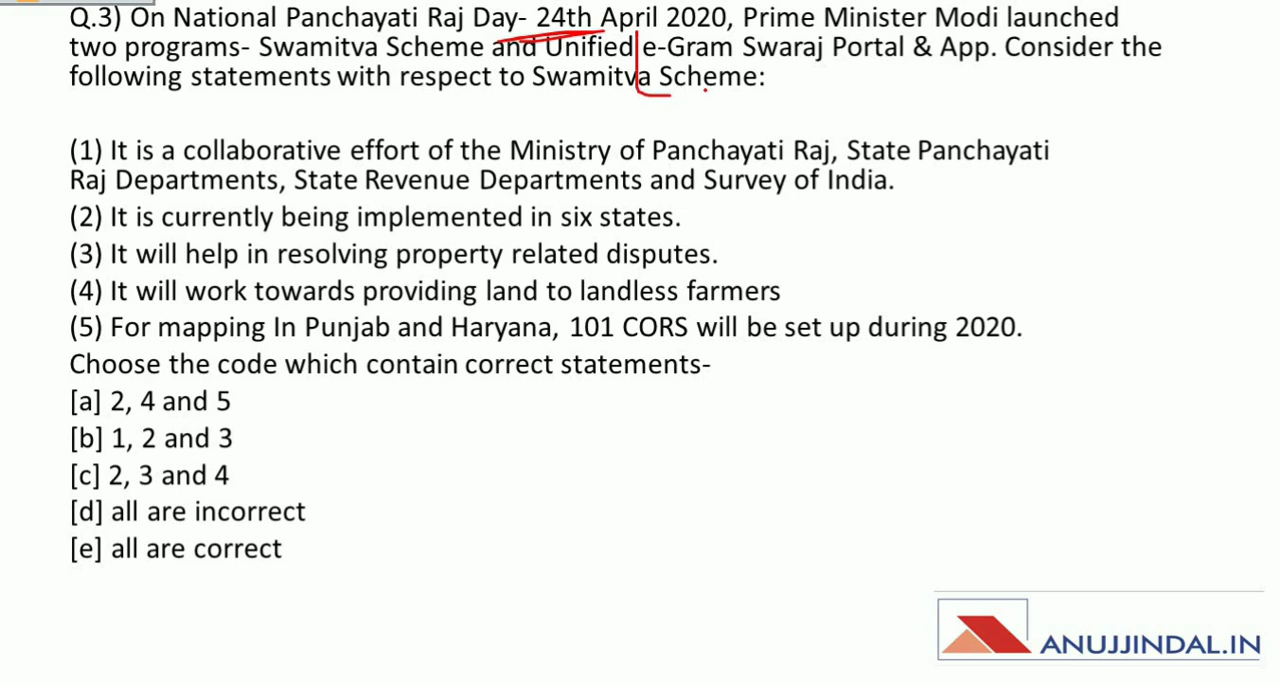 Q.3) On National Panchayati Raj Day- 24th April 2020, Prime Minister Modi launched
two programs- Swamitva Scheme and Unified e-Gram Swaraj Portal & App. Consider the
following statements with respect to Swamitva Scheme:
(1) It is a collaborative effort of the Ministry of Panchayati Raj, State Panchayati
Raj Departments, State Revenue Departments and Survey of India.
(2) It is currently being implemented in six states.
(3) It will help in resolving property related disputes.
(4) It will work towards providing land to landless farmers
(5) For mapping In Punjab and Haryana, 101 CORS will be set up during 2020.
Choose the code which contain correct statements-
[a] 2, 4 and 5
[b] 1, 2 and 3
[c] 2, 3 and 4
[d] all are incorrect
[e] all are correct
ANUJJINDAL.IN